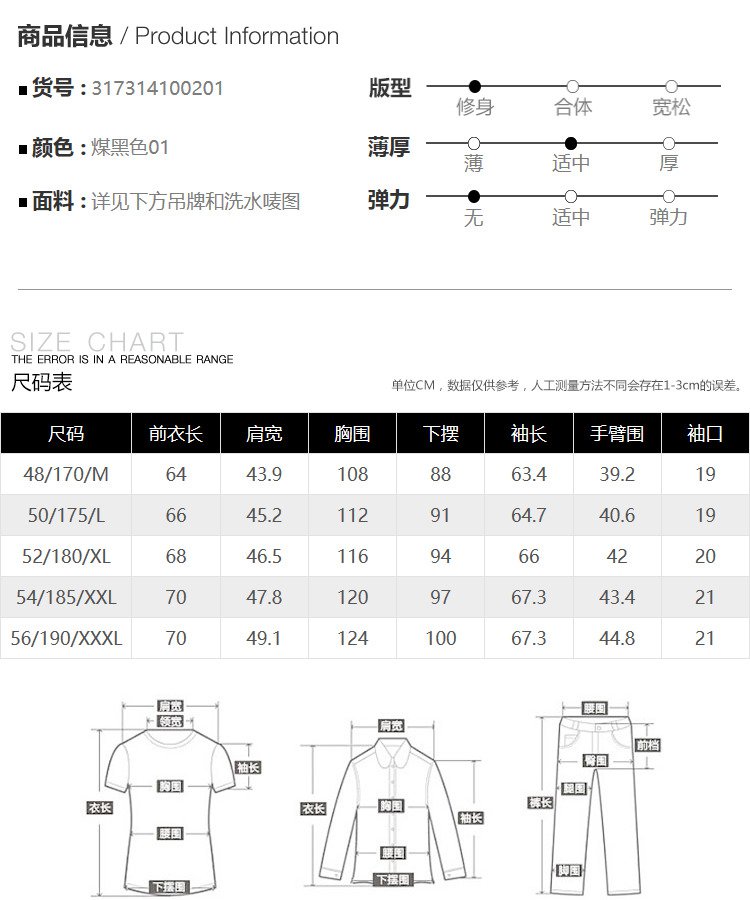 商品信息 / Product Information
货号：317314100201
版型
修身 合体 宽松
颜色：煤黑色01
薄厚
薄 适中 厚
面料：详见下方吊牌和洗水唛图
弹力
无 适中 弹力
SIZE CHART
THE ERROR IS IN A REASONABLE RANGE
尺码表
单位CM，数据仅供参考，人工测量方法不同会存在1-3cm的误差。
尺码 前衣长 肩宽 胸围 下摆 袖长 手臂围 袖口
48/170/M 64 43.9 108 88 63.4 39.2 19
50/175/L 66 45.2 112 91 64.7 40.6 19
52/180/XL 68 46.5 116 94 66 42 20
54/185/XXL 70 47.8 120 97 67.3 43.4 21
56/190/XXXL 70 49.1 124 100 67.3 44.8 21
肩宽
领宽
袖长
胸围
衣长
腰围
下摆围
肩宽
衣长
胸围
袖长
腰围
下摆围
腰围
前裆
臀围
腿围
裤长
脚围